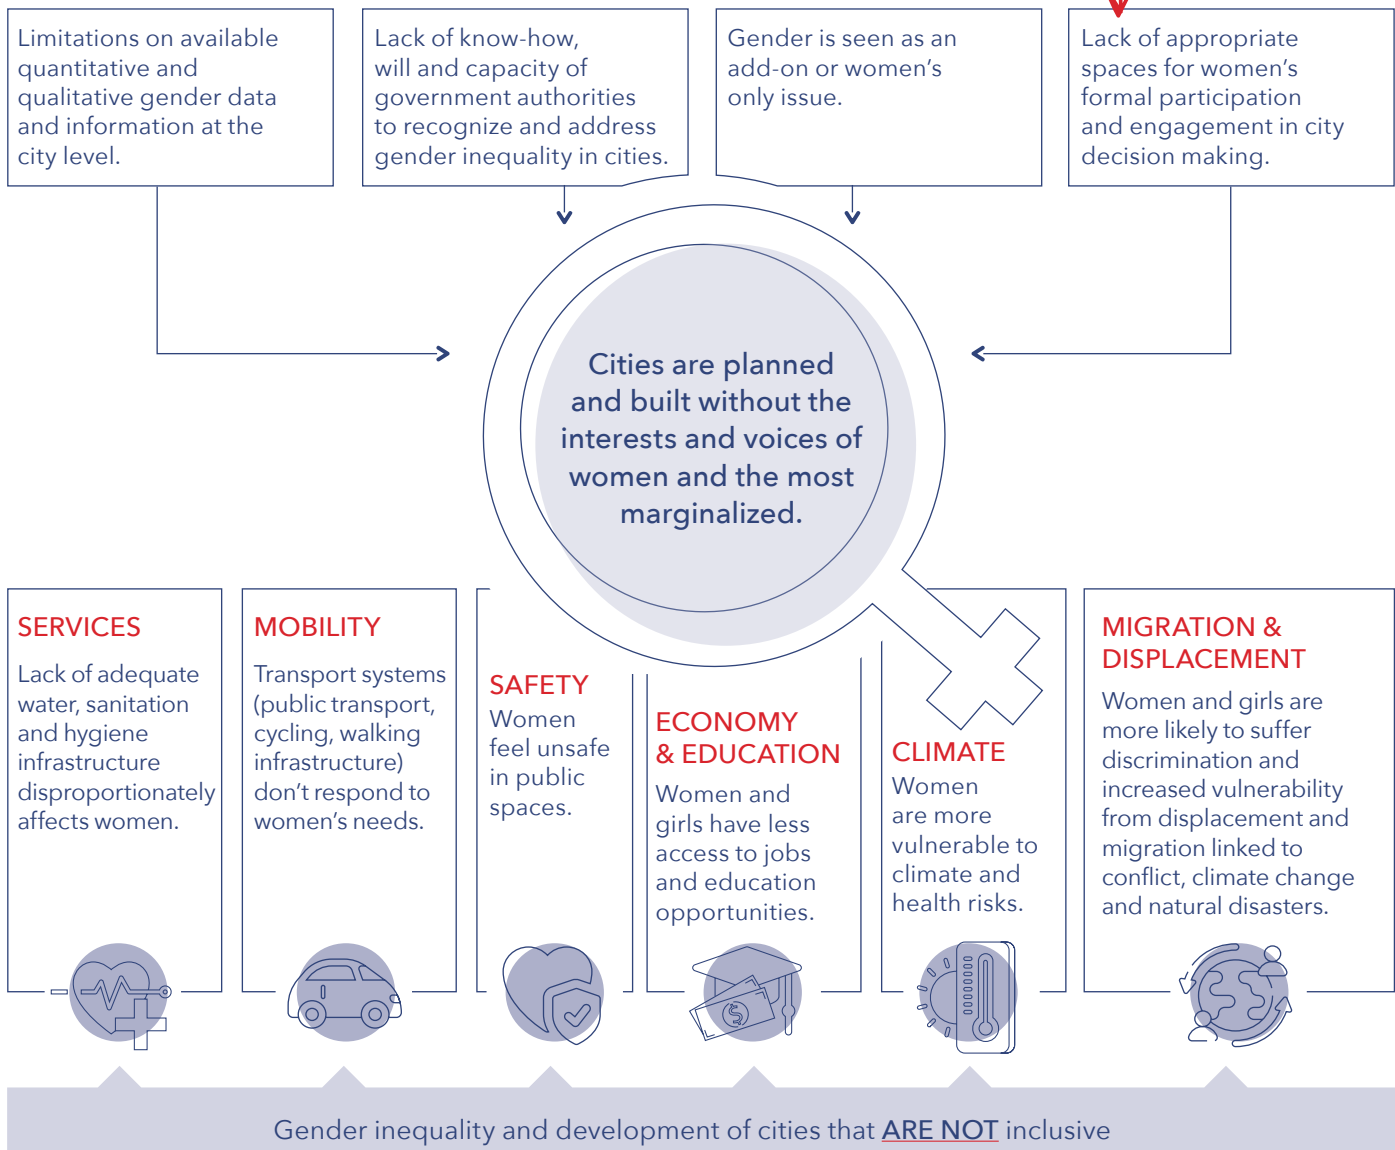 Limitations on available
quantitative and
qualitative gender data
and information at the
city level.
Lack of know-how,
will and capacity of
government authorities
to recognize and address
gender inequality in cities.
Gender is seen as an
add-on or women's
only issue.
Lack of appropriate
spaces for women's
formal participation
and engagement in city
decision making.
Cities are planned
and built without the
interests and voices of
women and the most
marginalized.
SERVICES
Lack of adequate
water, sanitation
and hygiene
infrastructure
disproportionately
affects women.
MOBILITY
Transport systems
(public transport,
cycling, walking
infrastructure)
don't respond to
women's needs.
SAFETY
Women
feel unsafe
in public
spaces.
ECONOMY
& EDUCATION
Women and
girls have less
access to jobs
and education
opportunities.
CLIMATE
Women
are more
vulnerable to
climate and
health risks.
MIGRATION &
DISPLACEMENT
Women and girls are
more likely to suffer
discrimination and
increased vulnerability
from displacement and
migration linked to
conflict, climate change
and natural disasters.
$
Gender inequality and development of cities that ARE NOT inclusive